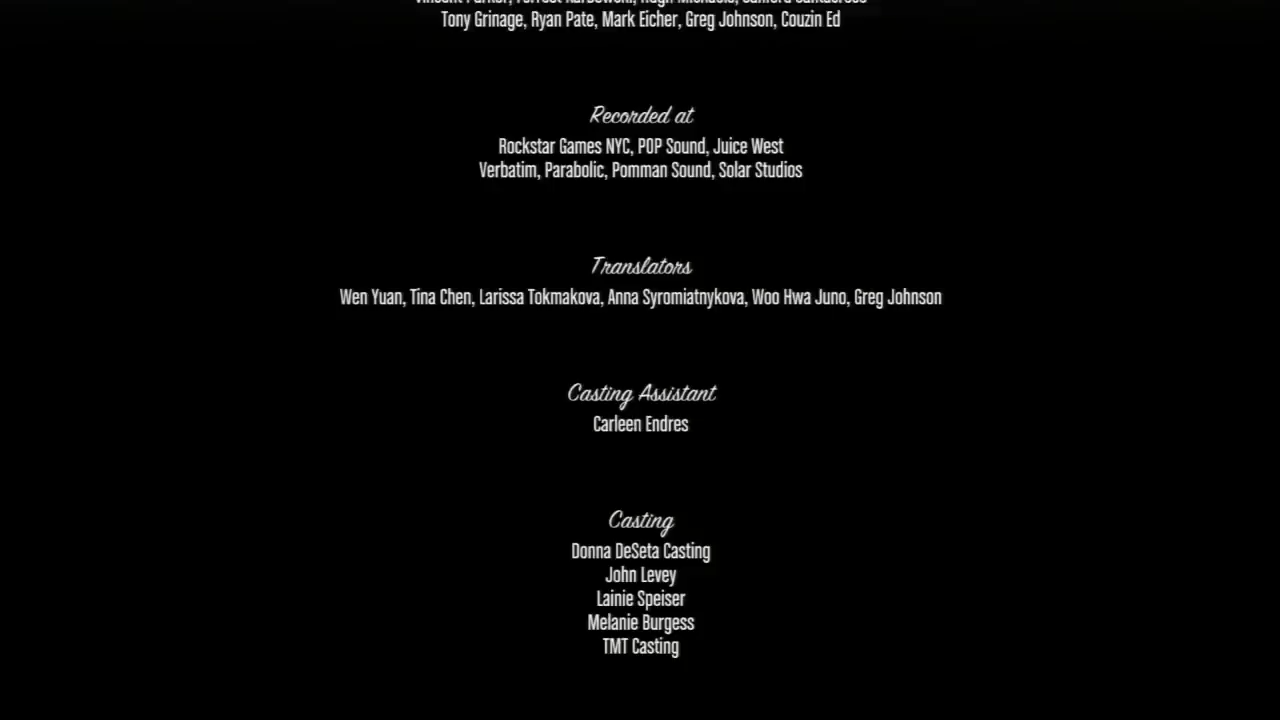 Tony Grinage, Ryan Pate, Mark Eicher, Greg Johnson, Couzin Ed
Recorded at
Rockstar Games NYC, POP Sound, Juice West
Verbatim, Parabolic, Pomman Sound, Solar Studios
Translators
Wen Yuan, Tina Chen, Larissa Tokmakova, Anna Syromiatnykova, Woo Hwa Juno, Greg Johnson
Casting Assistant
Carleen Endres
Casting
Donna DeSeta Casting
John Levey
Lainie Speiser
Melanie Burgess
TMT Casting